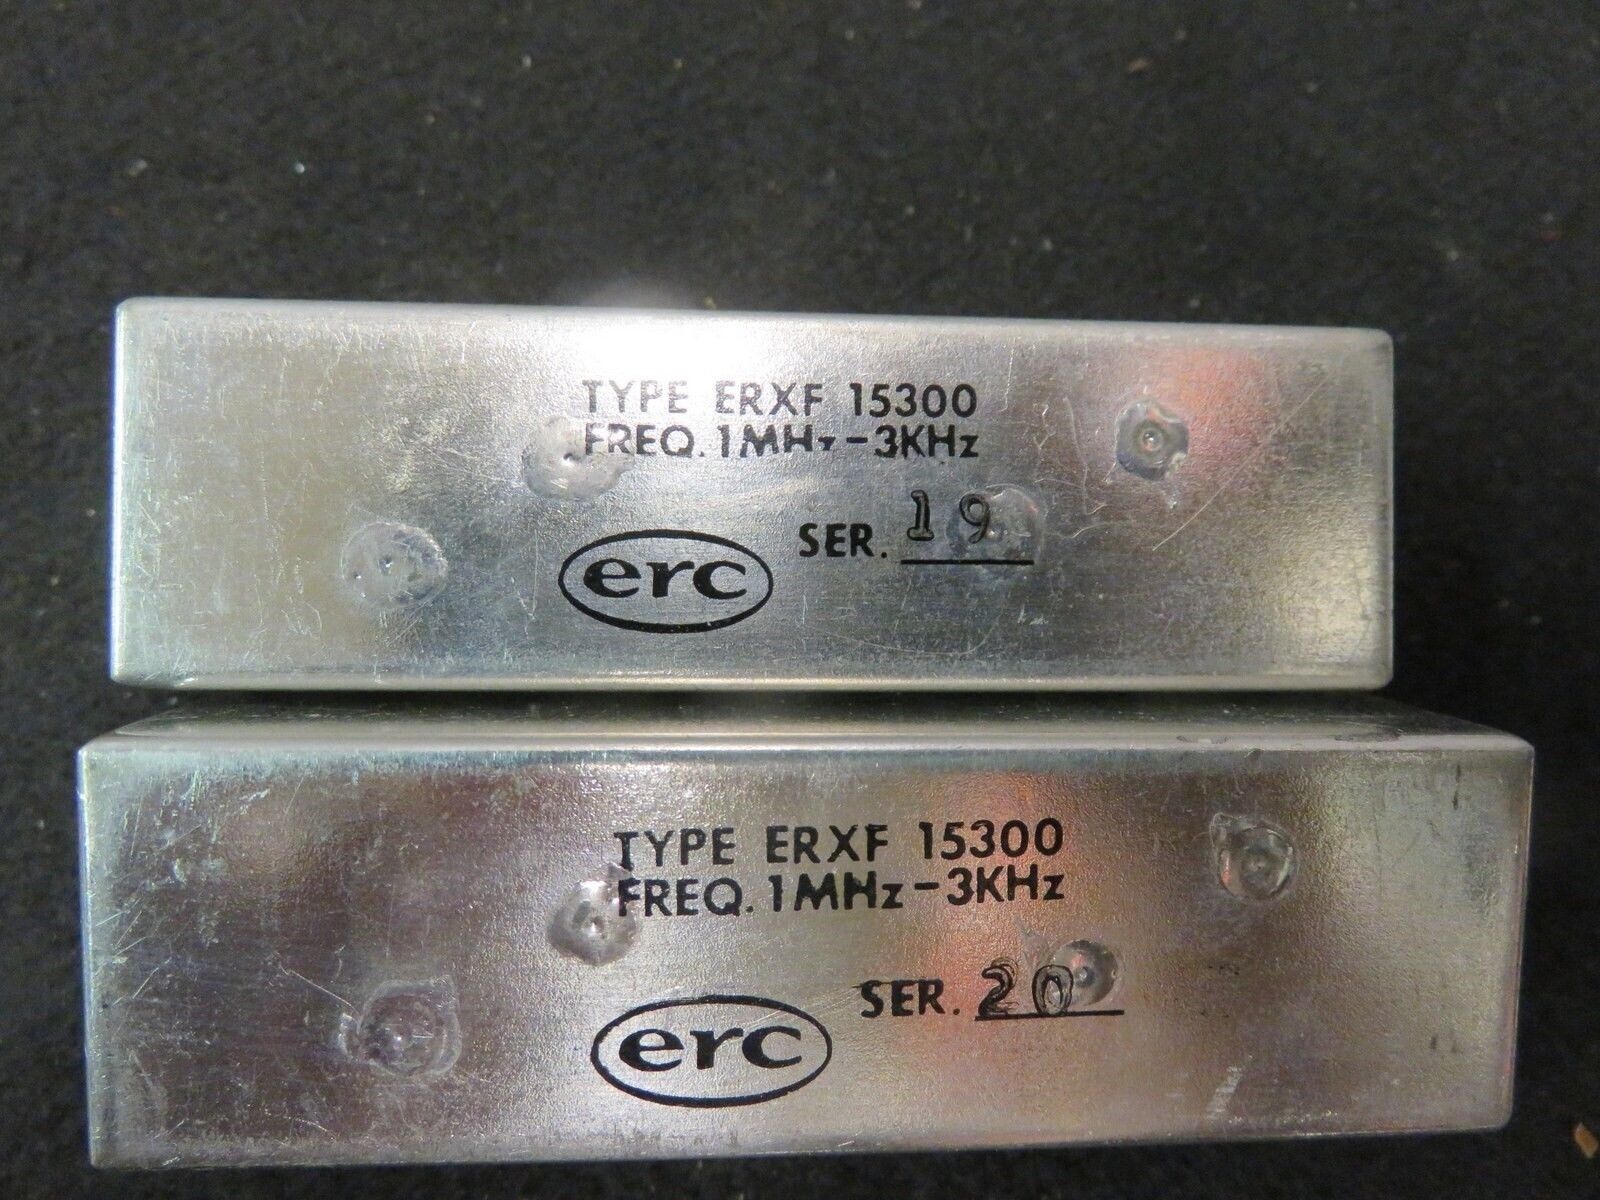 TYPE ERXF 15300
FREQ. 1MHz-3KHz
SER. 19
erc
TYPE ERXF 15300
FREQ. 1MHz-3KHz
SER. 20
erc